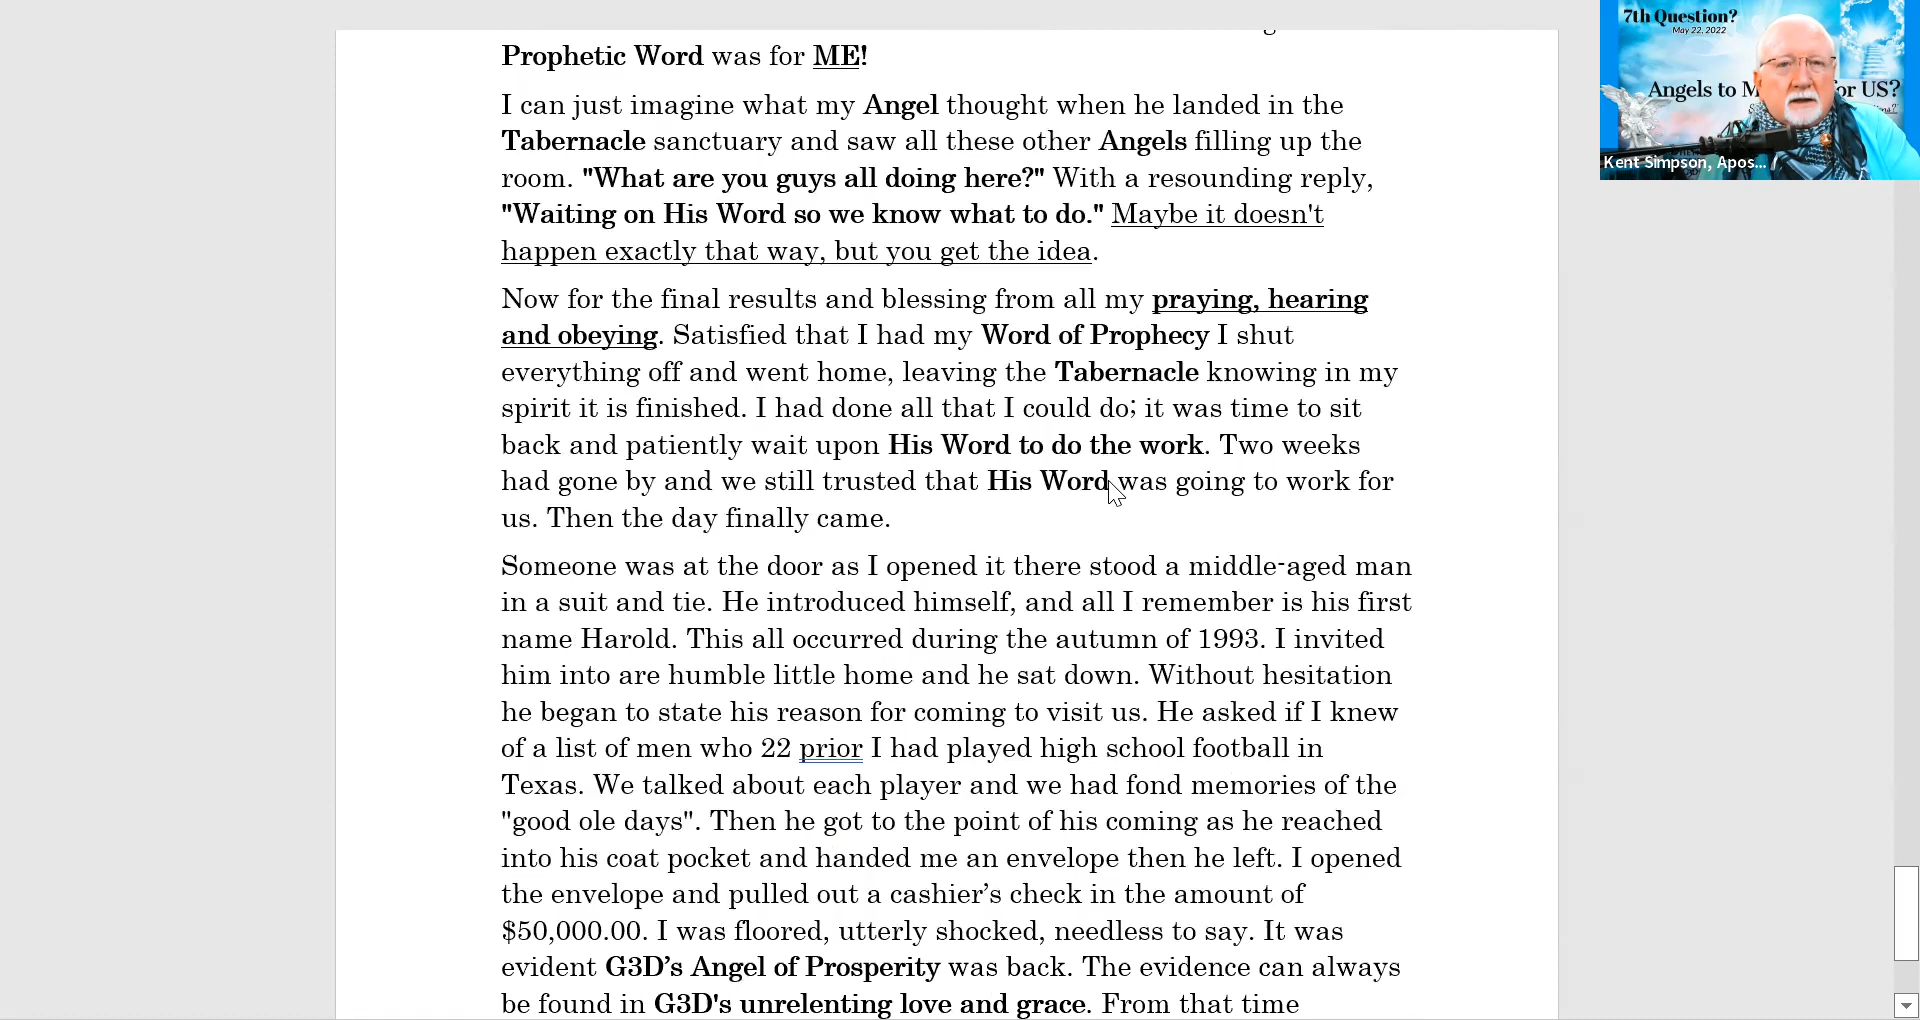 Prophetic Word was for ME!
I can just imagine what my Angel thought when he landed in the
Tabernacle sanctuary and saw all these other Angels filling up the
room. "What are you guys all doing here?" With a resounding reply,
"Waiting on His Word so we know what to do." Maybe it doesn't
happen exactly that way, but you get the idea.
Now for the final results and blessing from all my praying, hearing
and obeying. Satisfied that I had my Word of Prophecy I shut
everything off and went home, leaving the Tabernacle knowing in my
spirit it is finished. I had done all that I could do; it was time to sit
back and patiently wait upon His Word to do the work. Two weeks
had gone by and we still trusted that His Word was going to work for
us. Then the day finally came.
Someone was at the door as I opened it there stood a middle-aged man
in a suit and tie. He introduced himself, and all I remember is his first
name Harold. This all occurred during the autumn of 1993. I invited
him into are humble little home and he sat down. Without hesitation
he began to state his reason for coming to visit us. He asked if I knew
of a list of men who 22 prior I had played high school football in
Texas. We talked about each player and we had fond memories of the
"good ole days". Then he got to the point of his coming as he reached
into his coat pocket and handed me an envelope then he left. I opened
the envelope and pulled out a cashier’s check in the amount of
$50,000.00. I was floored, utterly shocked, needless to say. It was
evident G3D’s Angel of Prosperity was back. The evidence can always
be found in G3D's unrelenting love and grace. From that time
7th Question?
May 22, 2022
Angels to
or US?
Kent Simpson, Apos...